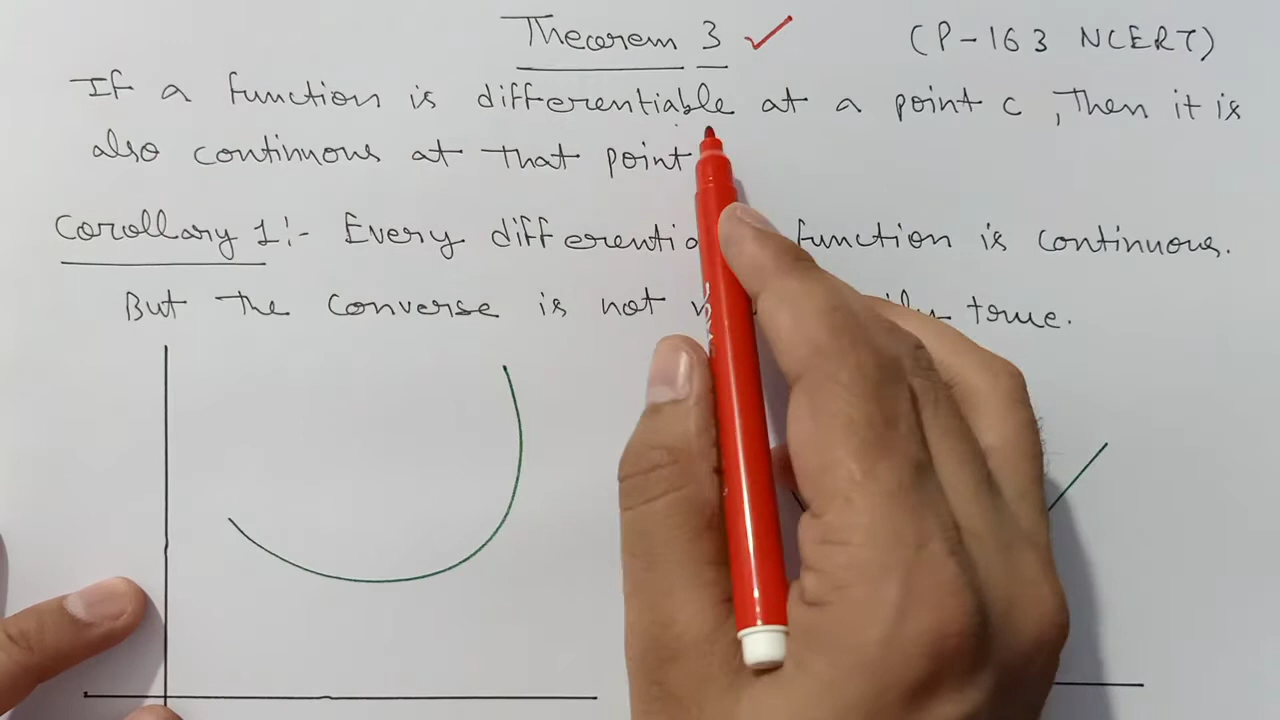 Theorem 3
(P-163 NCERT)
If a function is differentiable at a point c, Then it is
also continuous at that point
Corollary 1:- Every function is continuous.
But the converse is not true.